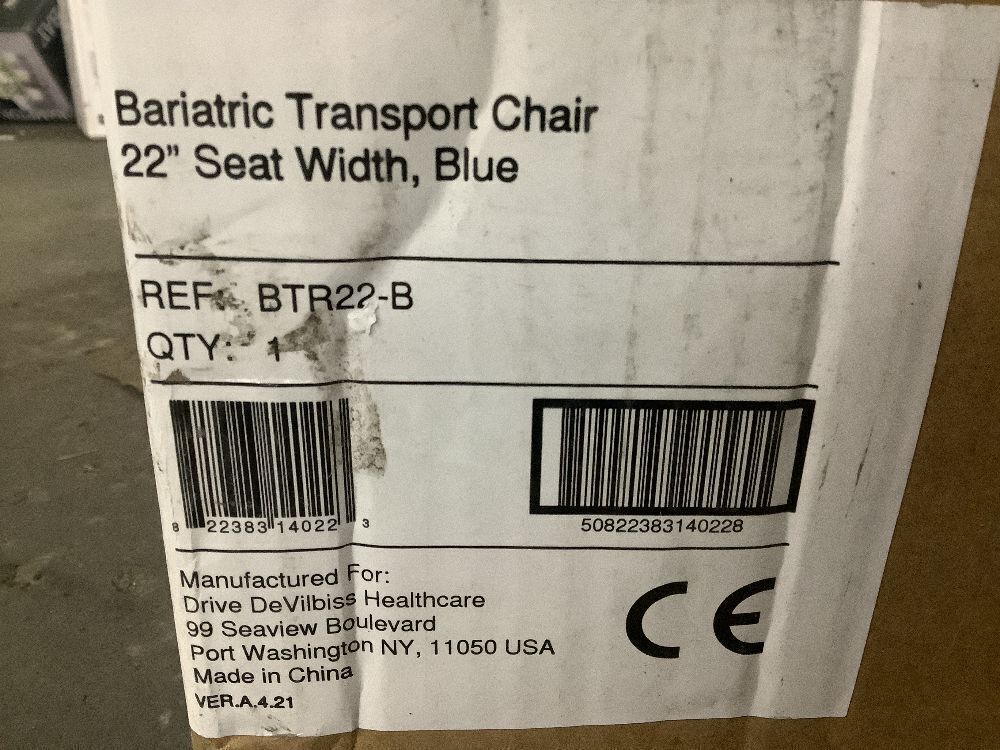 Bariatric Transport Chair
22" Seat Width, Blue
REF: BTR22-B
QTY: 1
8 22383 14022 3
50822383140228
Manufactured For:
Drive DeVilbiss Healthcare
99 Seaview Boulevard
Port Washington NY, 11050 USA
Made in China
VER.A.4.21
CE